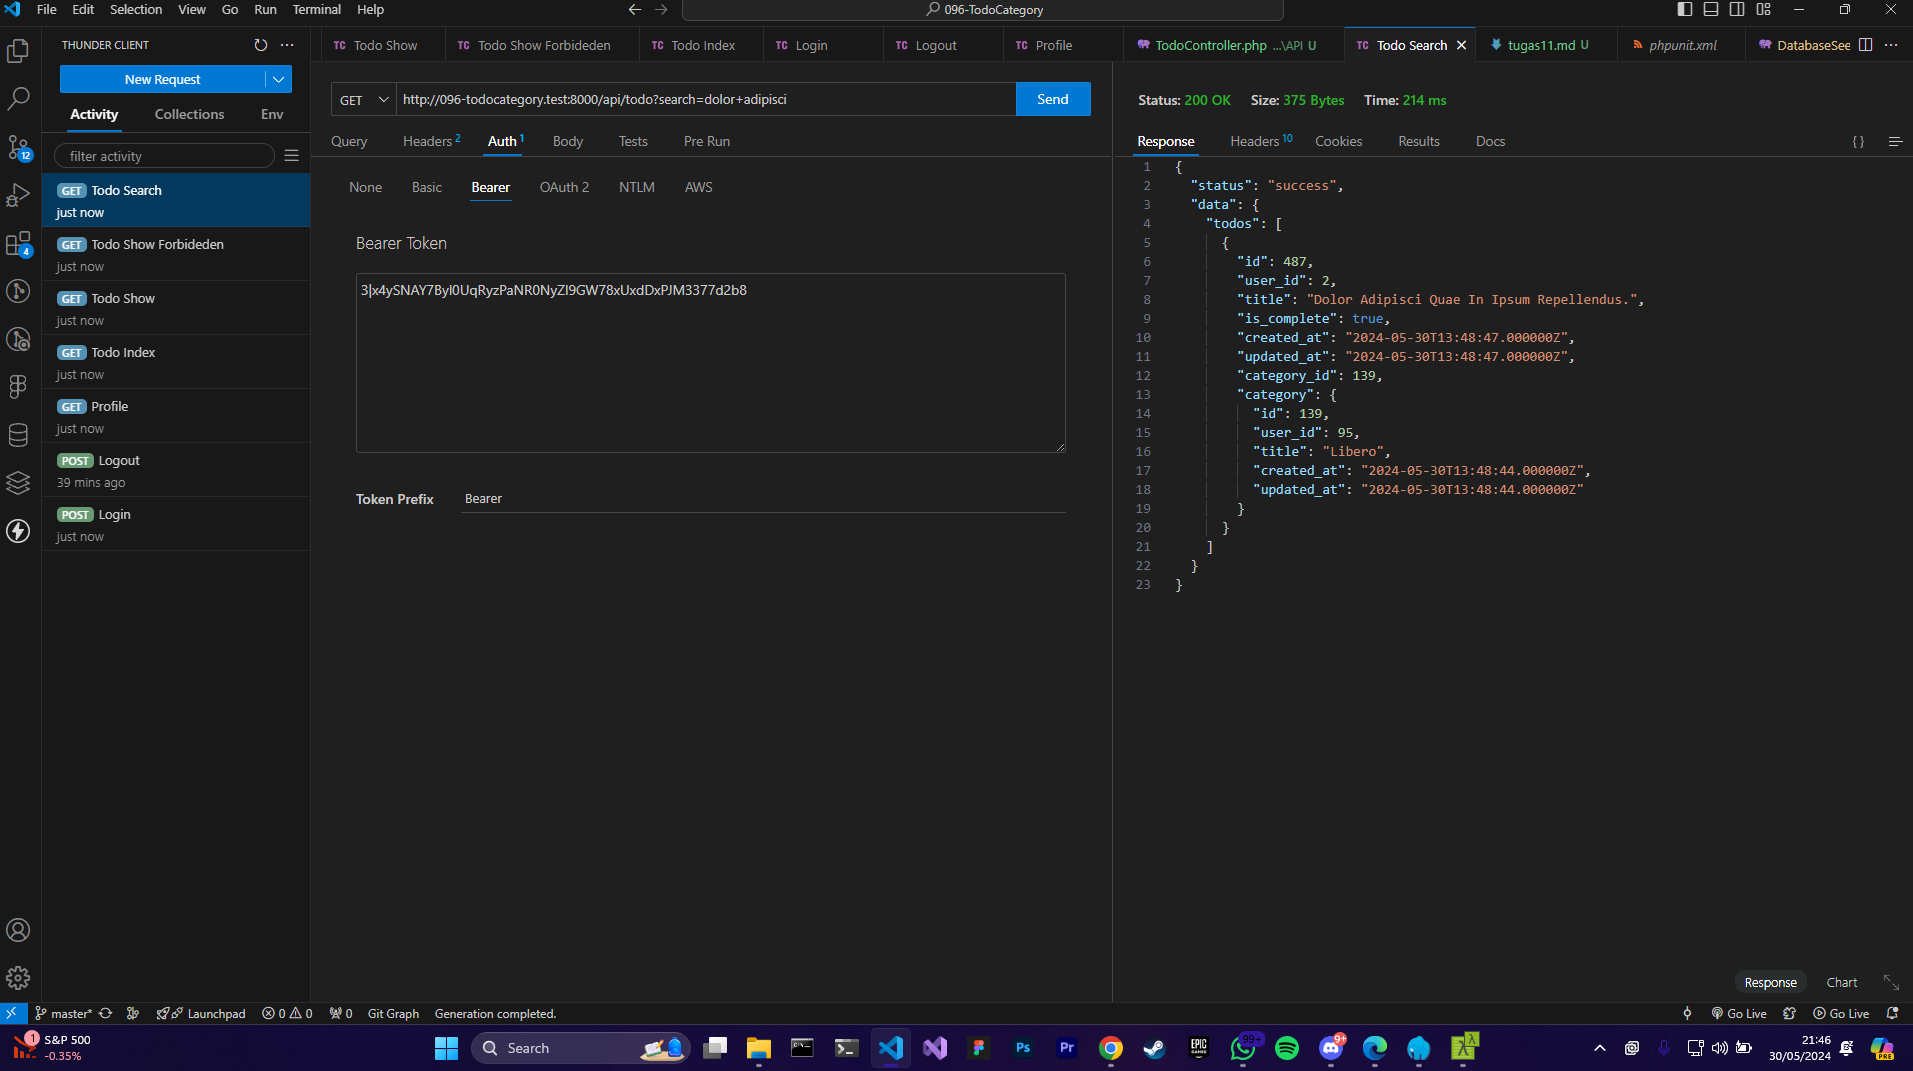 File Edit Selection View Go Run Terminal Help
096-TodoCategory
THUNDER CLIENT
New Request
Activity Collections Env
filter activity
GET Todo Search
just now
GET Todo Show Forbideden
just now
GET Todo Show
just now
GET Todo Index
just now
GET Profile
just now
POST Logout
39 mins ago
POST Login
just now
TC Todo Show TC Todo Show Forbideden TC Todo Index TC Login TC Logout TC Profile TodoController.php ...\API U TC Todo Search tugas11.md U phpunit.xml DatabaseSee
GET http://096-todocategory.test:8000/api/todo?search=dolor+adipisci Send
Query Headers 2 Auth 1 Body Tests Pre Run
None Basic Bearer OAuth 2 NTLM AWS
Bearer Token
3|x4ySNAY7Byl0UqRyzPaNR0NyZI9GW78xUxdDxPJM3377d2b8
Token Prefix Bearer
Status: 200 OK Size: 375 Bytes Time: 214 ms
Response Headers 10 Cookies Results Docs { }
1 {
2 "status": "success",
3 "data": {
4 "todos": [
5 {
6 "id": 487,
7 "user_id": 2,
8 "title": "Dolor Adipisci Quae In Ipsum Repellendus.",
9 "is_complete": true,
10 "created_at": "2024-05-30T13:48:47.000000Z",
11 "updated_at": "2024-05-30T13:48:47.000000Z",
12 "category_id": 139,
13 "category": {
14 "id": 139,
15 "user_id": 95,
16 "title": "Libero",
17 "created_at": "2024-05-30T13:48:44.000000Z",
18 "updated_at": "2024-05-30T13:48:44.000000Z"
19 }
20 }
21 ]
22 }
23 }
Response Chart
12
4
master* Launchpad 0 0 0 Git Graph Generation completed. Go Live Go Live
1 S&P 500
-0.35%
Search
Ps Pr EPIC GAMES 99+ 9+
21:46
30/05/2024
PRE